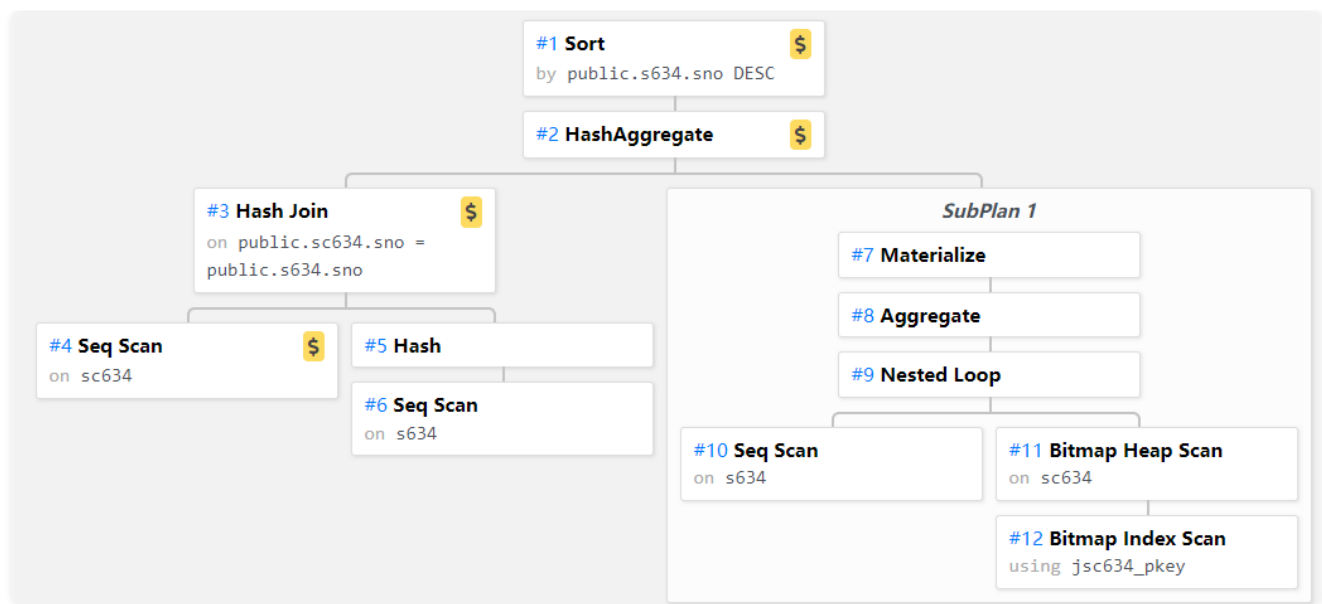 #1 Sort $
by public.s634.sno DESC
#2 HashAggregate $
#3 Hash Join $
on public.sc634.sno =
public.s634.sno
#4 Seq Scan $
on sc634
#5 Hash
#6 Seq Scan
on s634
SubPlan 1
#7 Materialize
#8 Aggregate
#9 Nested Loop
#10 Seq Scan
on s634
#11 Bitmap Heap Scan
on sc634
#12 Bitmap Index Scan
using jsc634_pkey